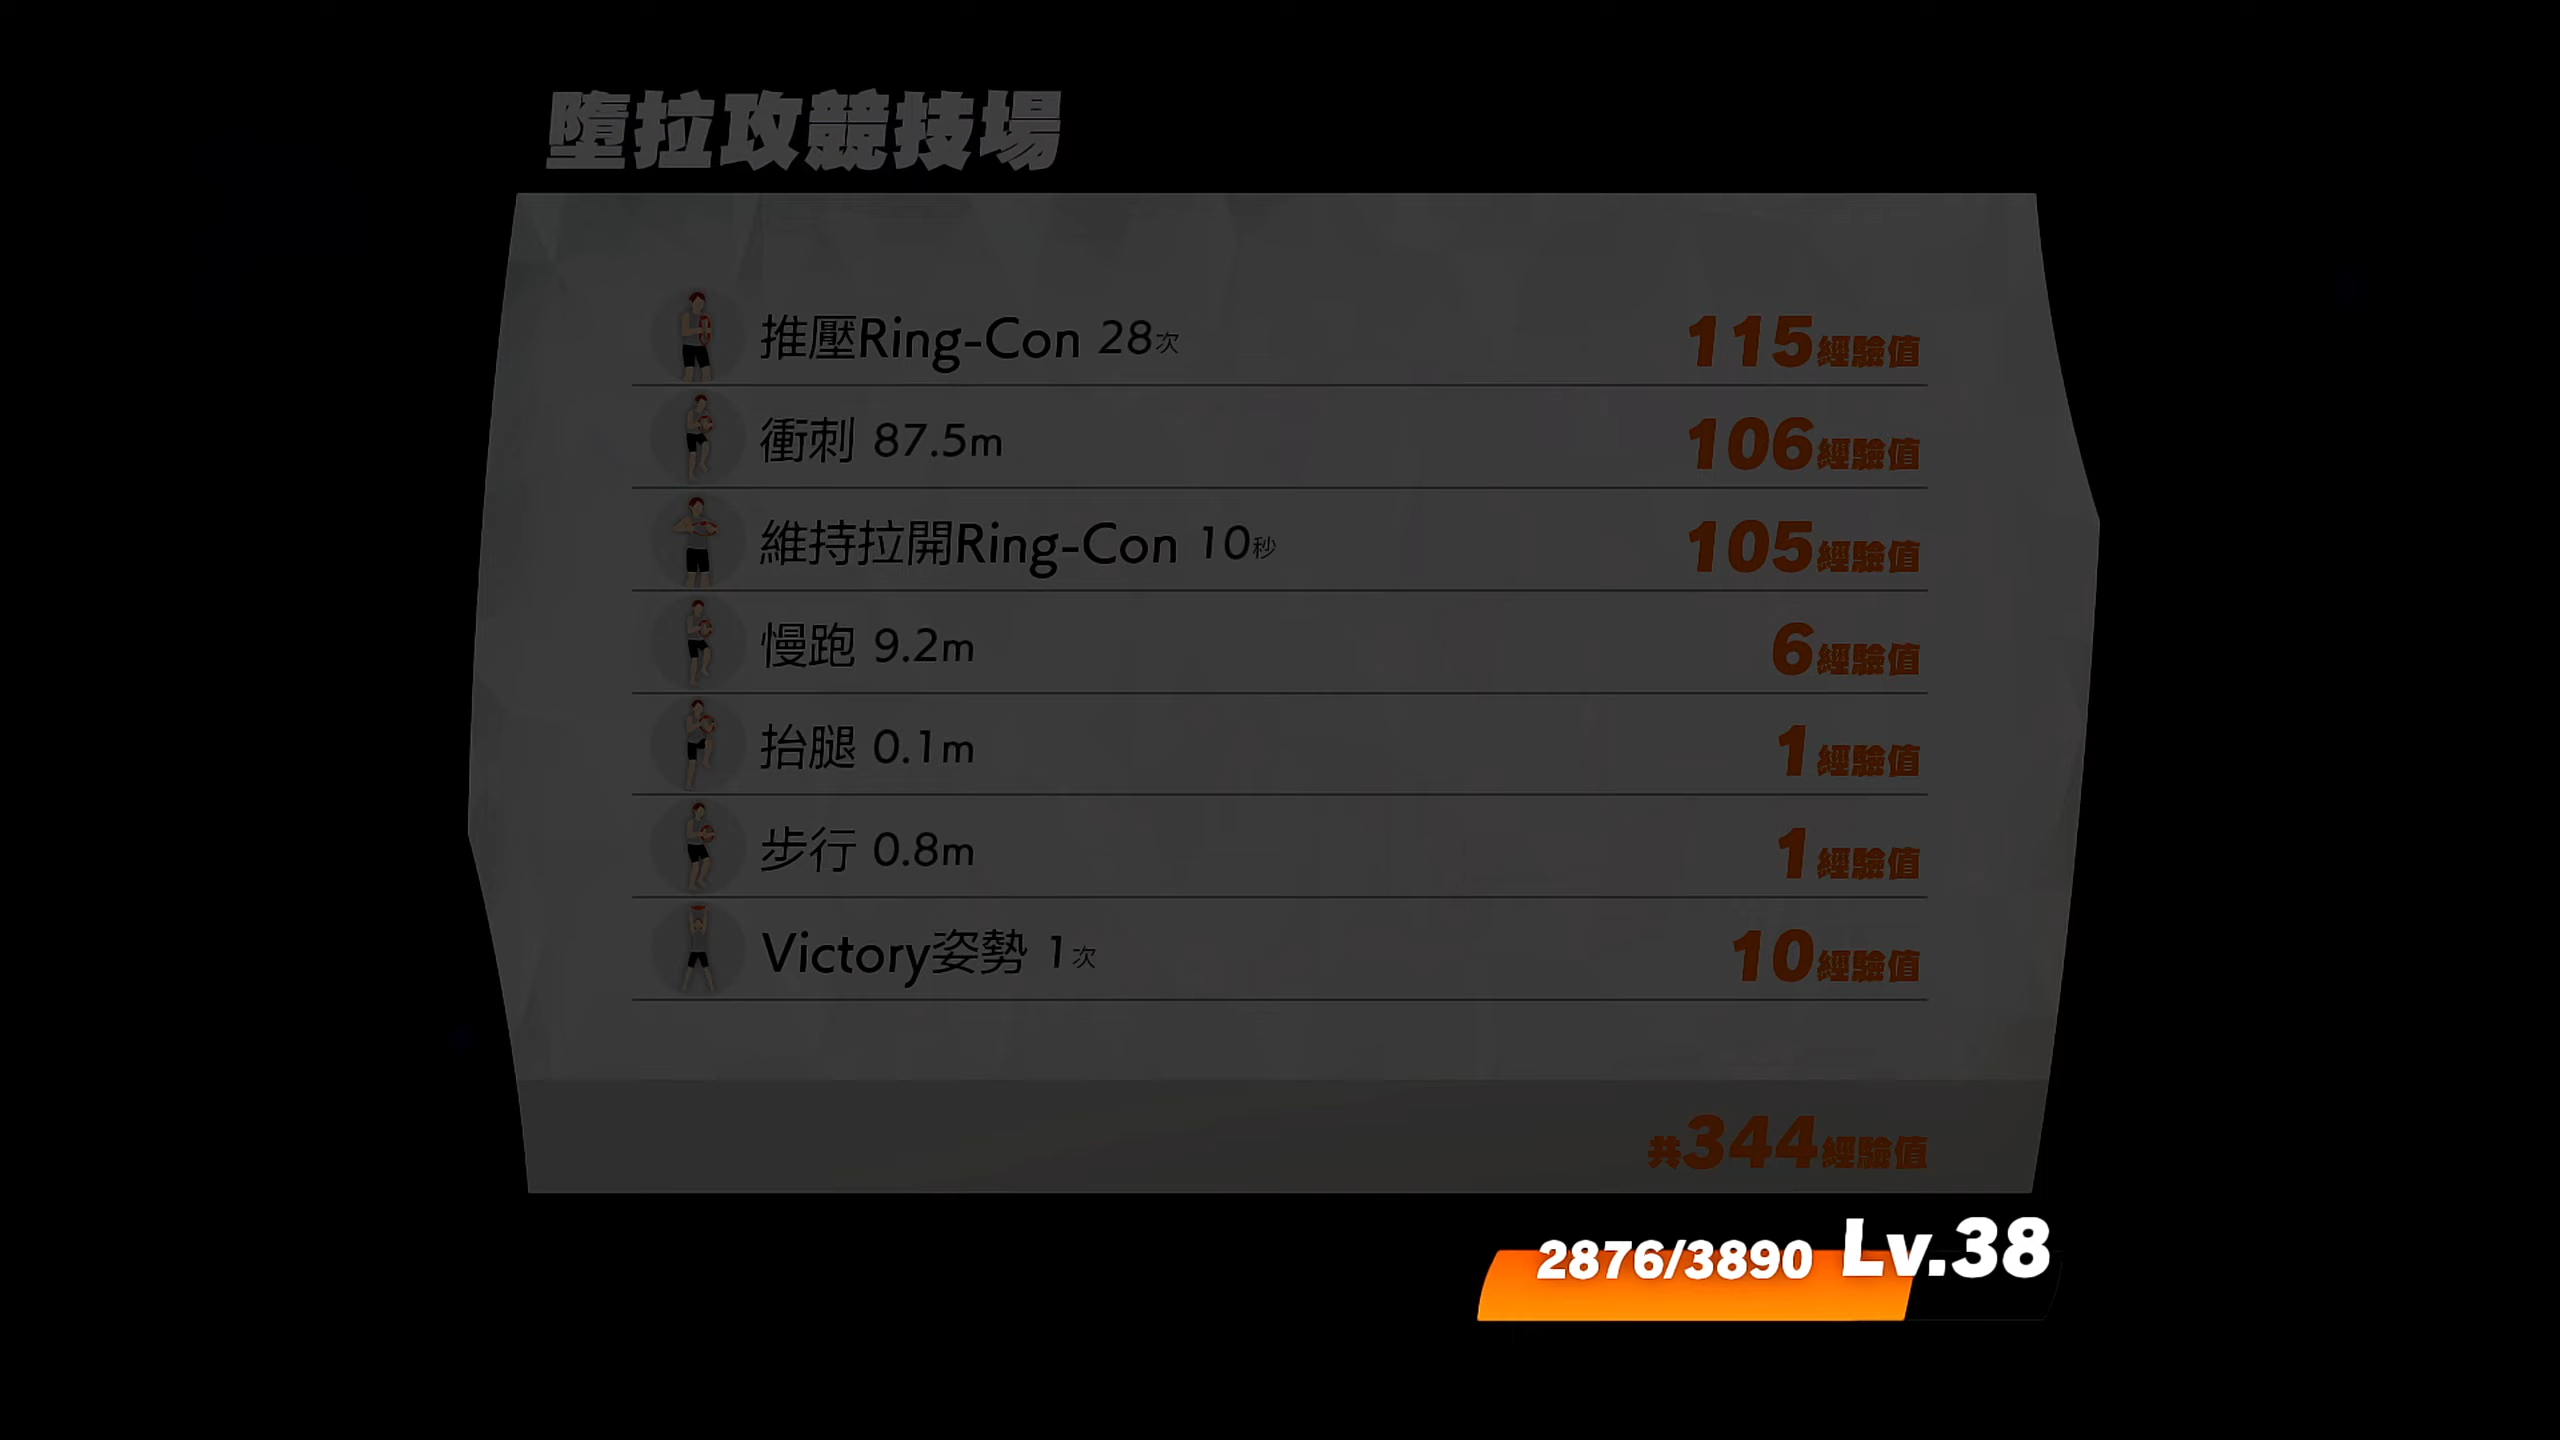 墮拉攻競技場
推壓Ring-Con 28次 115經驗值
衝刺 87.5m 106經驗值
維持拉開Ring-Con 10秒 105經驗值
慢跑 9.2m 6經驗值
抬腿 0.1m 1經驗值
步行 0.8m 1經驗值
Victory姿勢 1次 10經驗值
共344經驗值
2876/3890 Lv.38